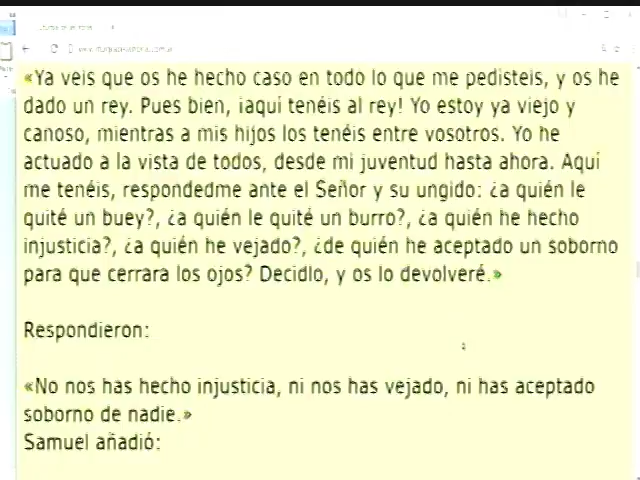 «Ya veis que os he hecho caso en todo lo que me pedisteis, y os he
dado un rey. Pues bien, ¡aquí tenéis al rey! Yo estoy ya viejo y
canoso, mientras a mis hijos los tenéis entre vosotros. Yo he
actuado a la vista de todos, desde mi juventud hasta ahora. Aquí
me tenéis, respondedme ante el Señor y su ungido: ¿a quién le
quité un buey?, ¿a quién le quité un burro?, ¿a quién he hecho
injusticia?, ¿a quién he vejado?, ¿de quién he aceptado un soborno
para que cerrara los ojos? Decidlo, y os lo devolveré.»
Respondieron:
«No nos has hecho injusticia, ni nos has vejado, ni has aceptado
soborno de nadie.»
Samuel añadió: